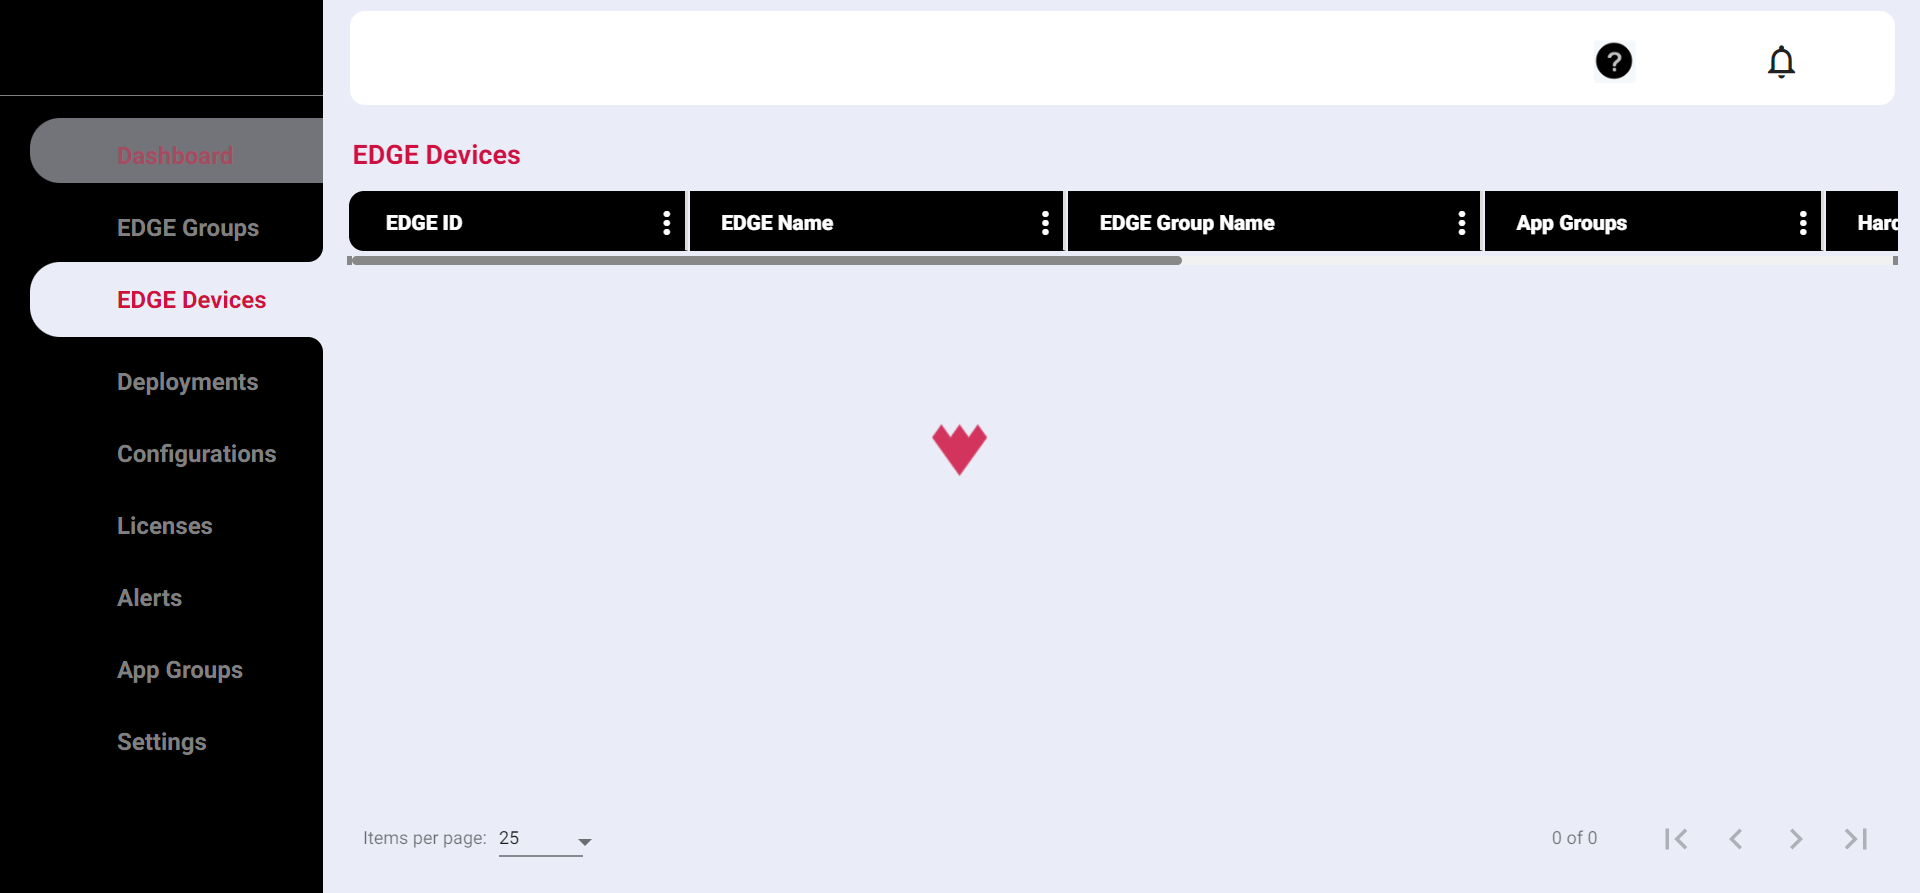 Dashboard
EDGE Groups
EDGE Devices
Deployments
Configurations
Licenses
Alerts
App Groups
Settings
?
EDGE Devices
EDGE ID EDGE Name EDGE Group Name App Groups Hard
Items per page: 25 0 of 0